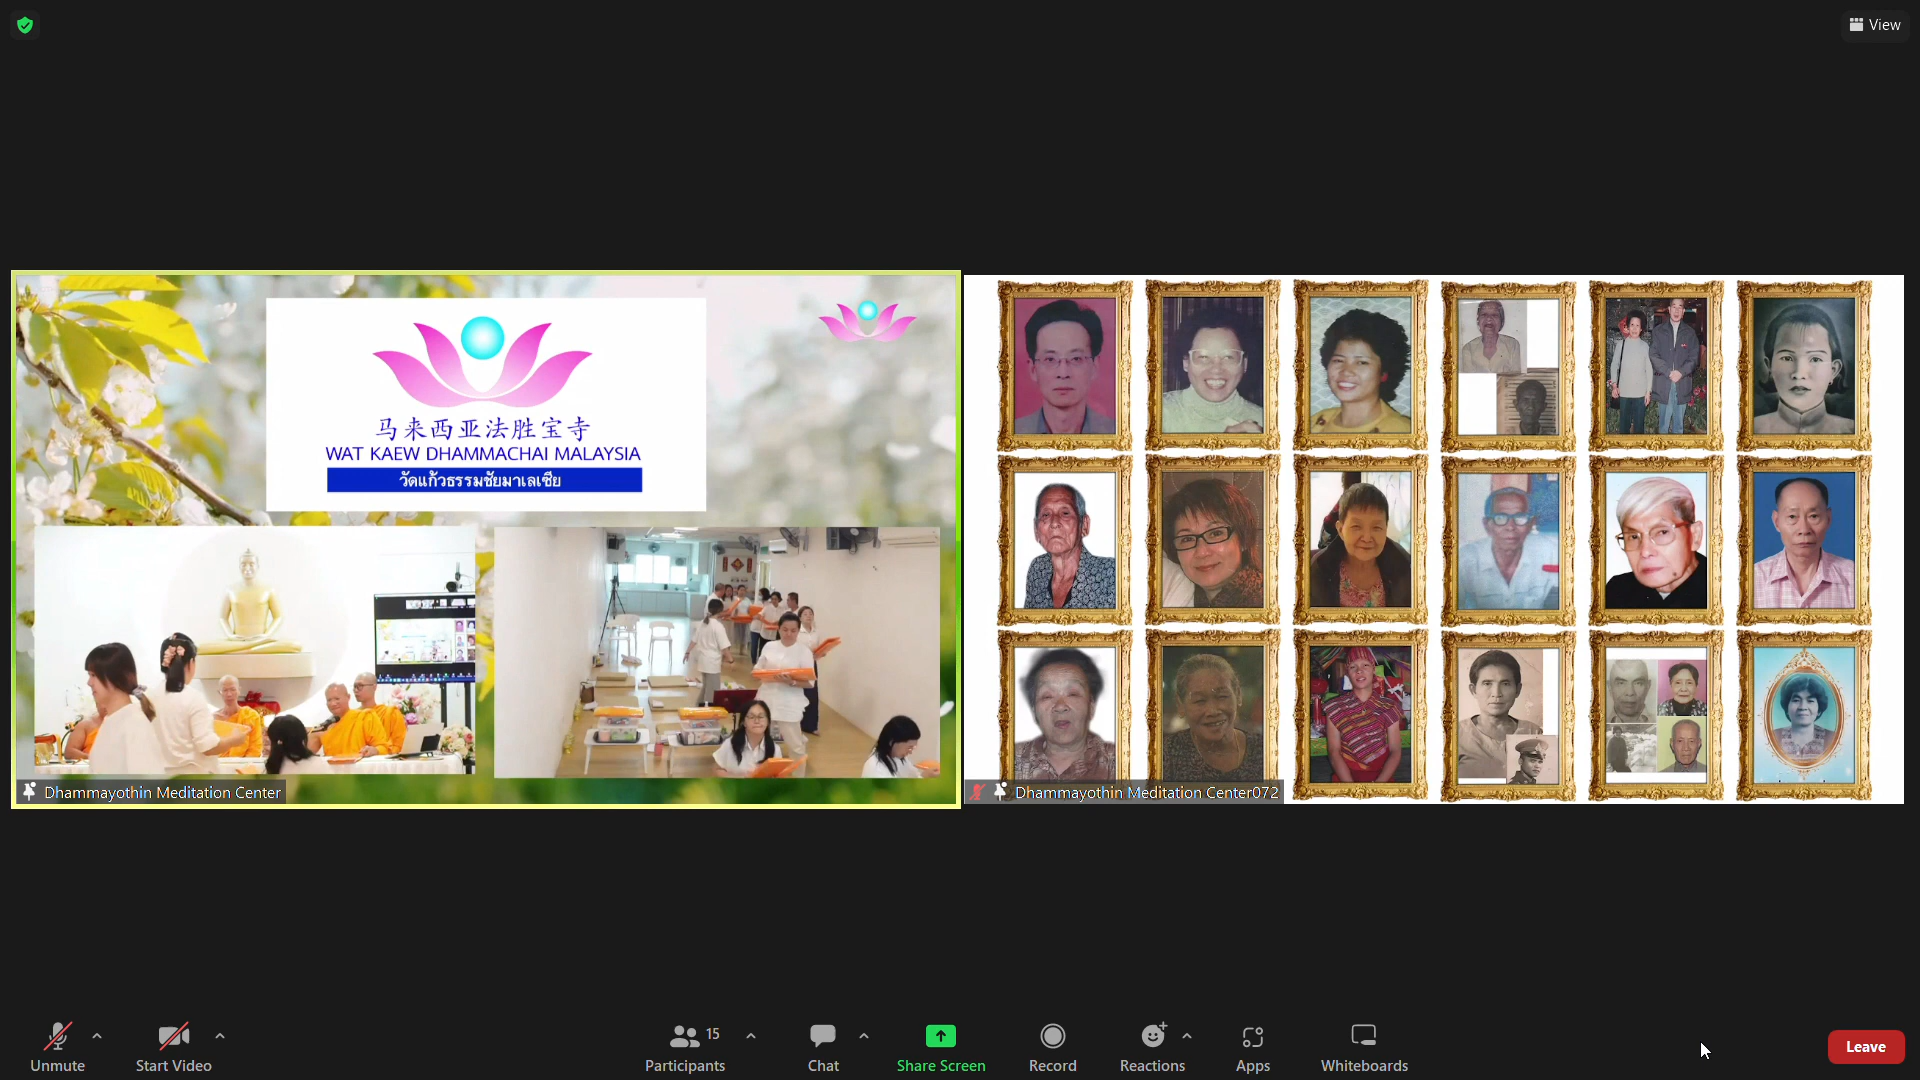 View
马来西亚法胜宝寺
WAT KAEW DHAMMACHAI MALAYSIA
วัดแก้วธรรมชัยมาเลเซีย
Dhammayothin Meditation Center
Dhammayothin Meditation Center072
Unmute
Start Video
15
Participants
Chat
Share Screen
Record
Reactions
Apps
Whiteboards
Leave